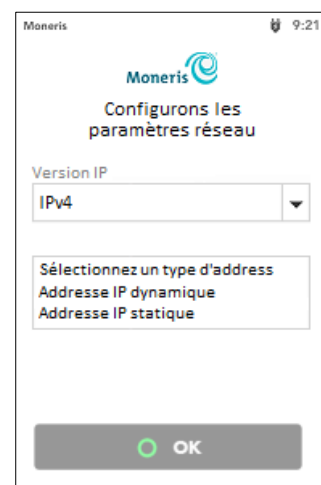 Moneris 9:21
Moneris
Configurons les
paramètres réseau
Version IP
IPv4
Sélectionnez un type d'address
Addresse IP dynamique
Addresse IP statique
OK